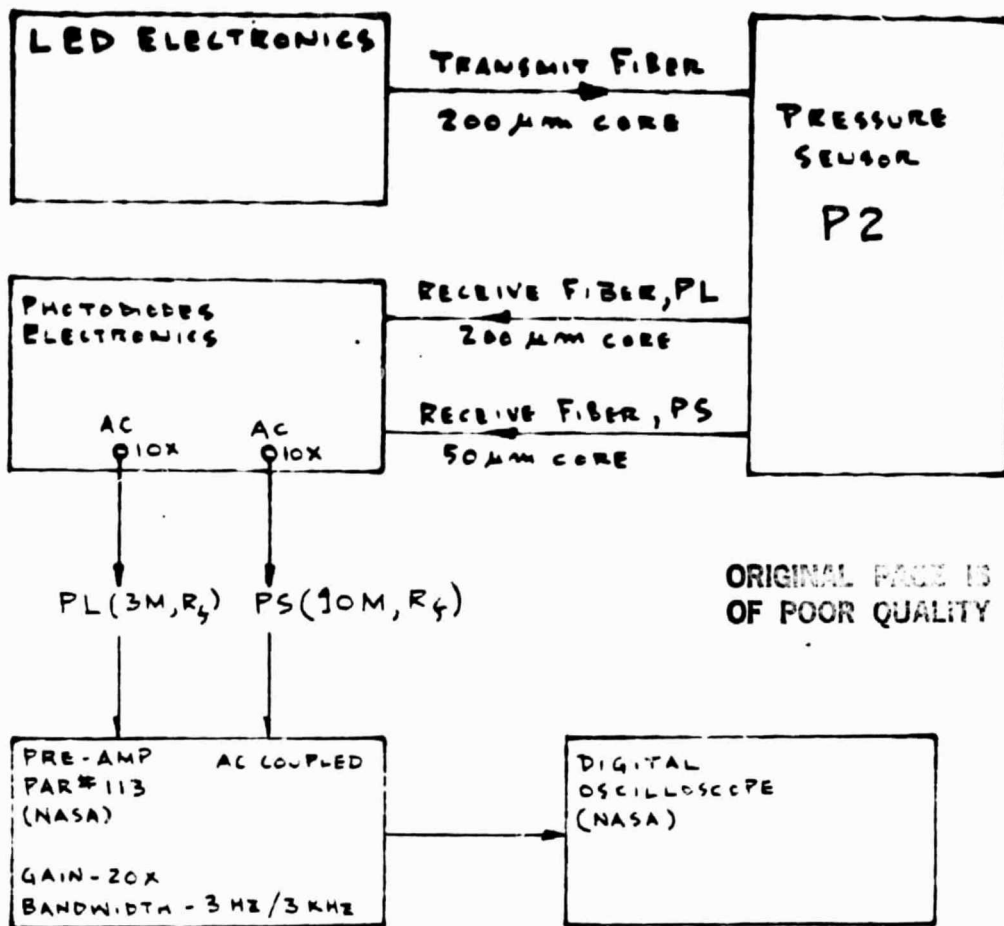 LED ELECTRONICS
TRANSMIT FIBER
200 µm CORE
PRESSURE
SENSOR
P2
PHOTODIODES
ELECTRONICS
RECEIVE FIBER, PL
200 µm CORE
RECEIVE FIBER, PS
50 µm CORE
AC
10X
AC
10X
PL (3M, Rf)
PS (10M, Rf)
ORIGINAL PAGE IS
OF POOR QUALITY
PRE-AMP
PAR#113
(NASA)
AC COUPLED
GAIN - 20X
BANDWIDTH - 3 HZ / 3 KHZ
DIGITAL
OSCILLOSCOPE
(NASA)